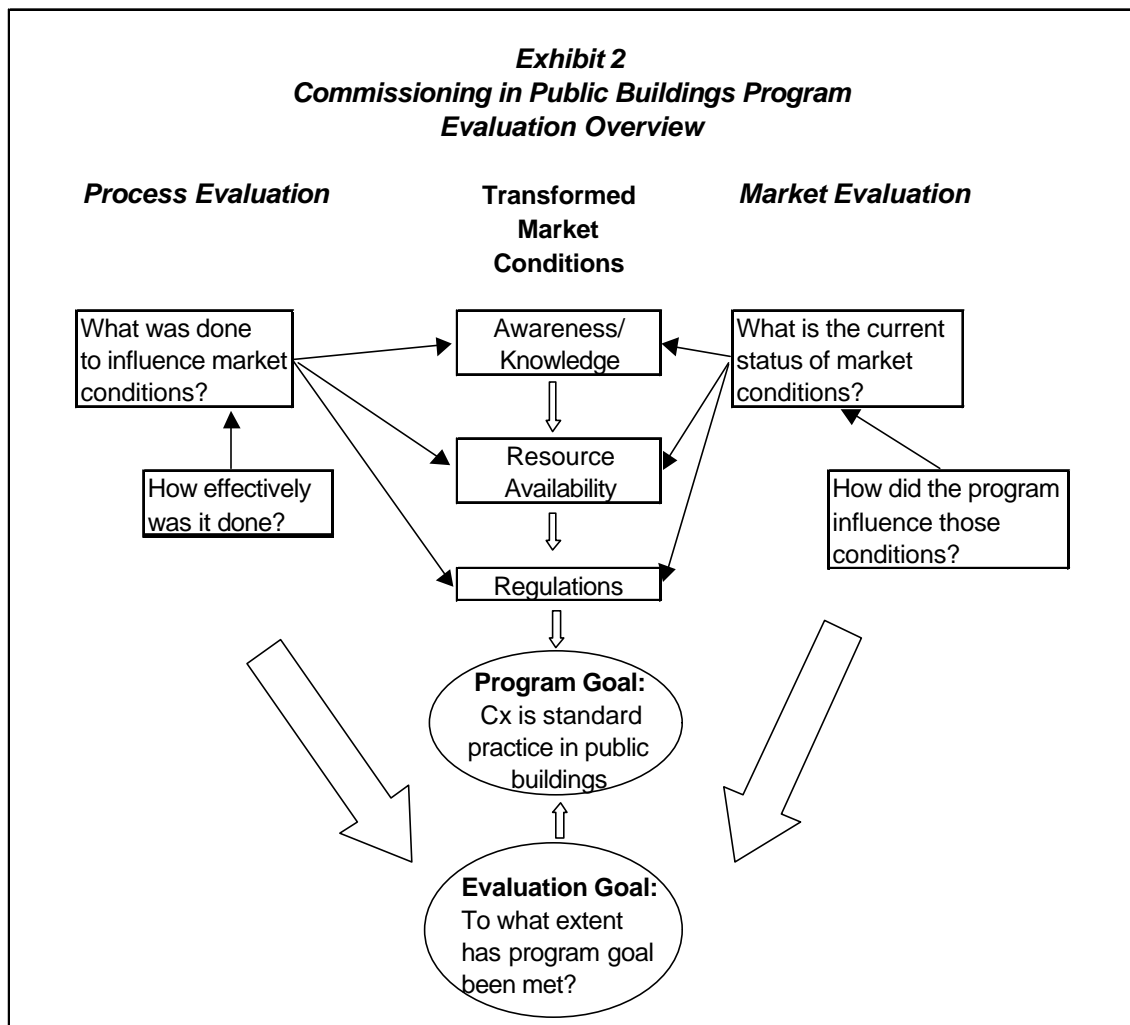 Exhibit 2
Commissioning in Public Buildings Program
Evaluation Overview
Process Evaluation
Transformed
Market
Conditions
Market Evaluation
What was done
to influence market
conditions?
Awareness/
Knowledge
What is the current
status of market
conditions?
How effectively
was it done?
Resource
Availability
How did the program
influence those
conditions?
Regulations
Program Goal:
Cx is standard
practice in public
buildings
Evaluation Goal:
To what extent
has program goal
been met?